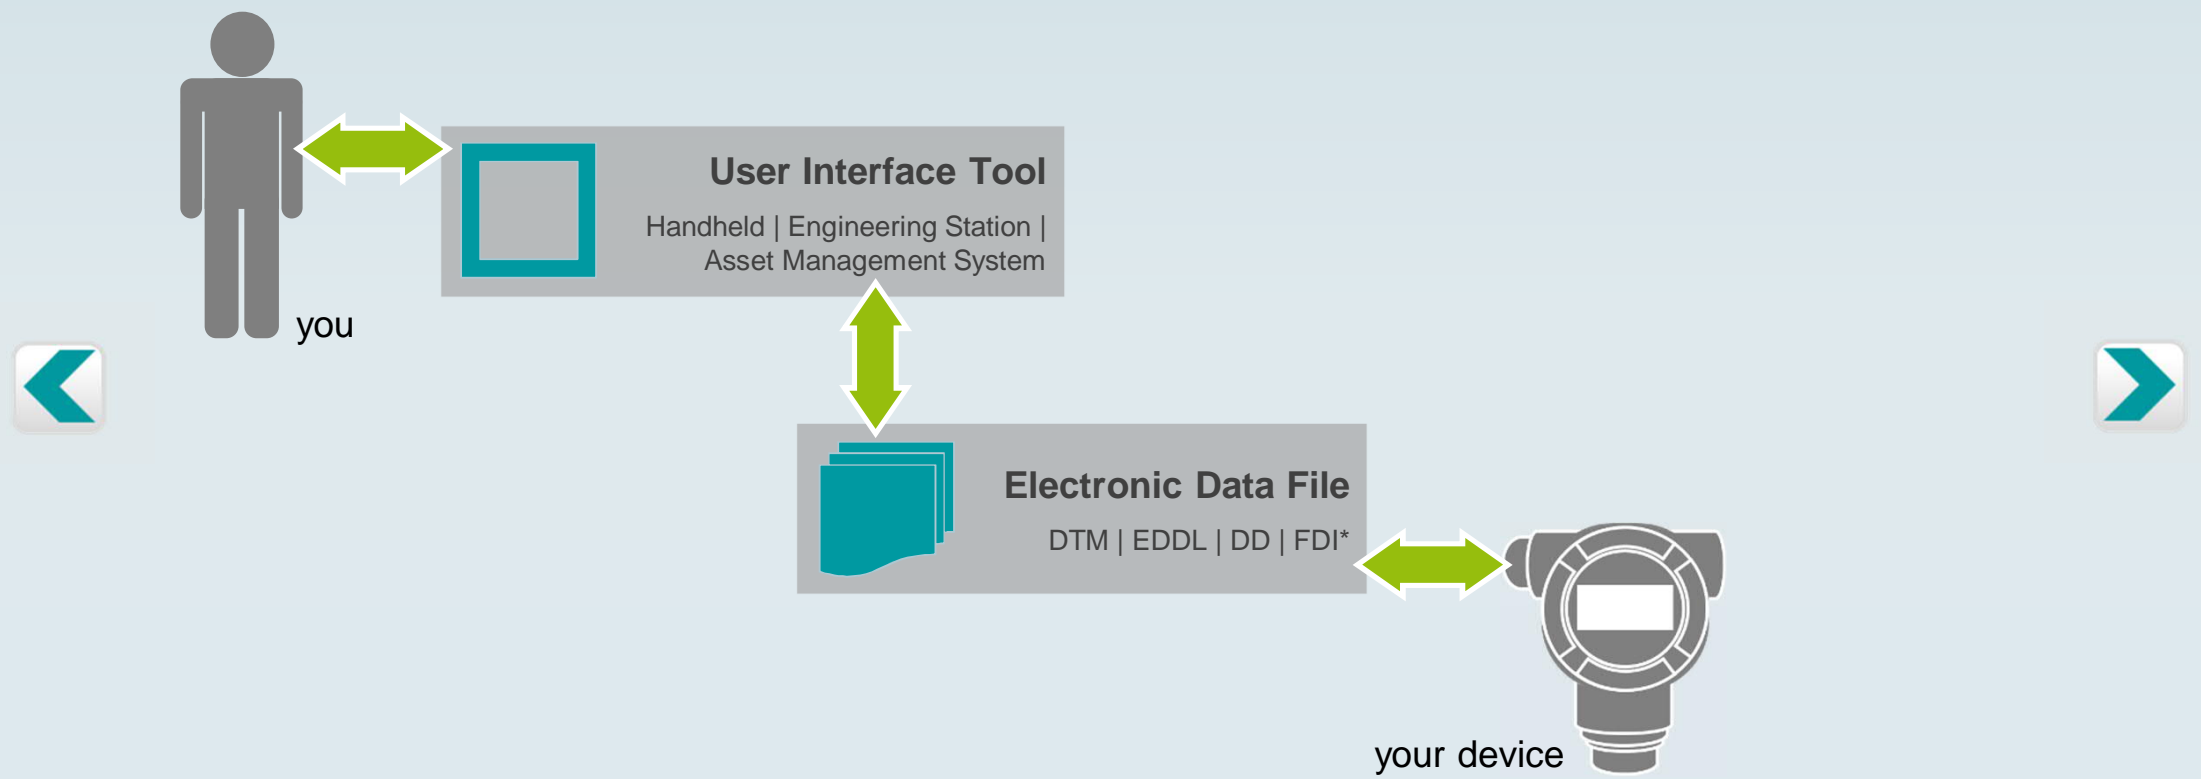 User Interface Tool
Handheld | Engineering Station |
Asset Management System
you
Electronic Data File
DTM | EDDL | DD | FDI*
your device